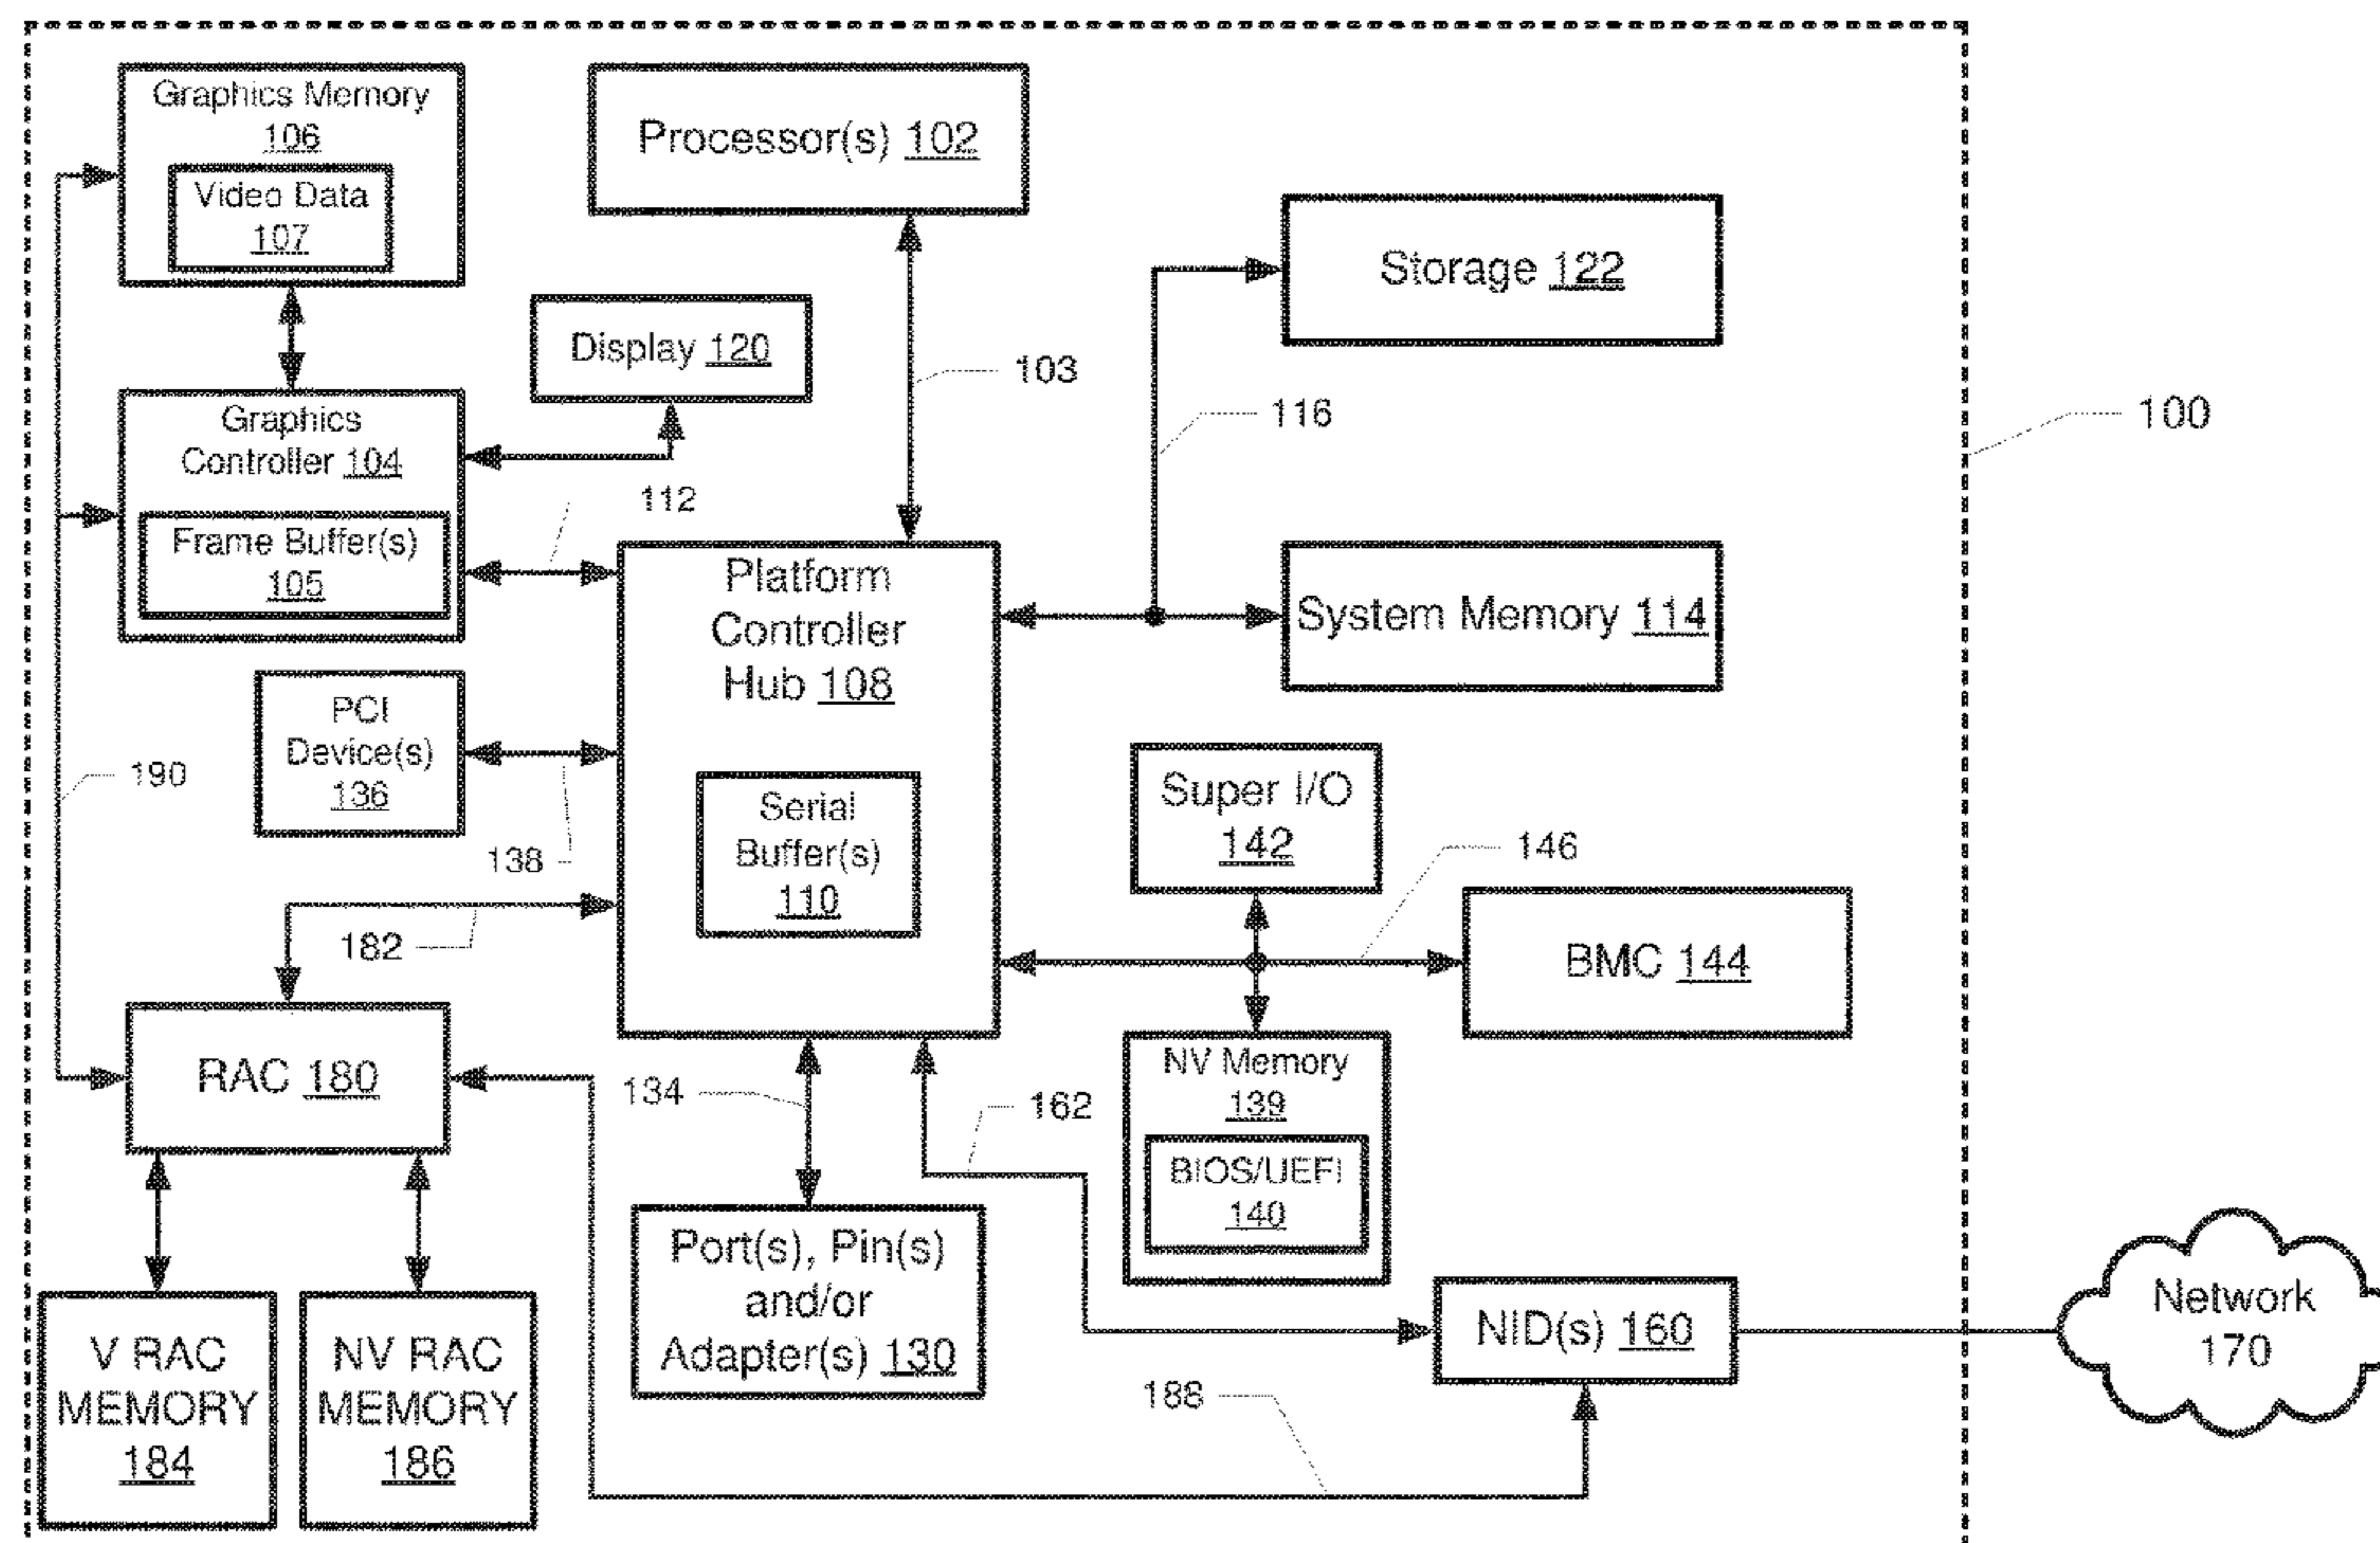 Graphics Memory
106
Video Data
107
Processor(s) 102
Storage 122
Display 120
103
116
100
Graphics
Controller 104
112
Frame Buffer(s)
105
Platform
Controller
Hub 108
System Memory 114
PCI
Device(s)
136
190
138
Serial
Buffer(s)
110
Super I/O
142
146
182
BMC 144
RAC 180
134
162
NV Memory
139
BIOS/UEFI
140
Port(s), Pin(s)
and/or
Adapter(s) 130
NID(s) 160
Network
170
V RAC
MEMORY
184
NV RAC
MEMORY
186
188